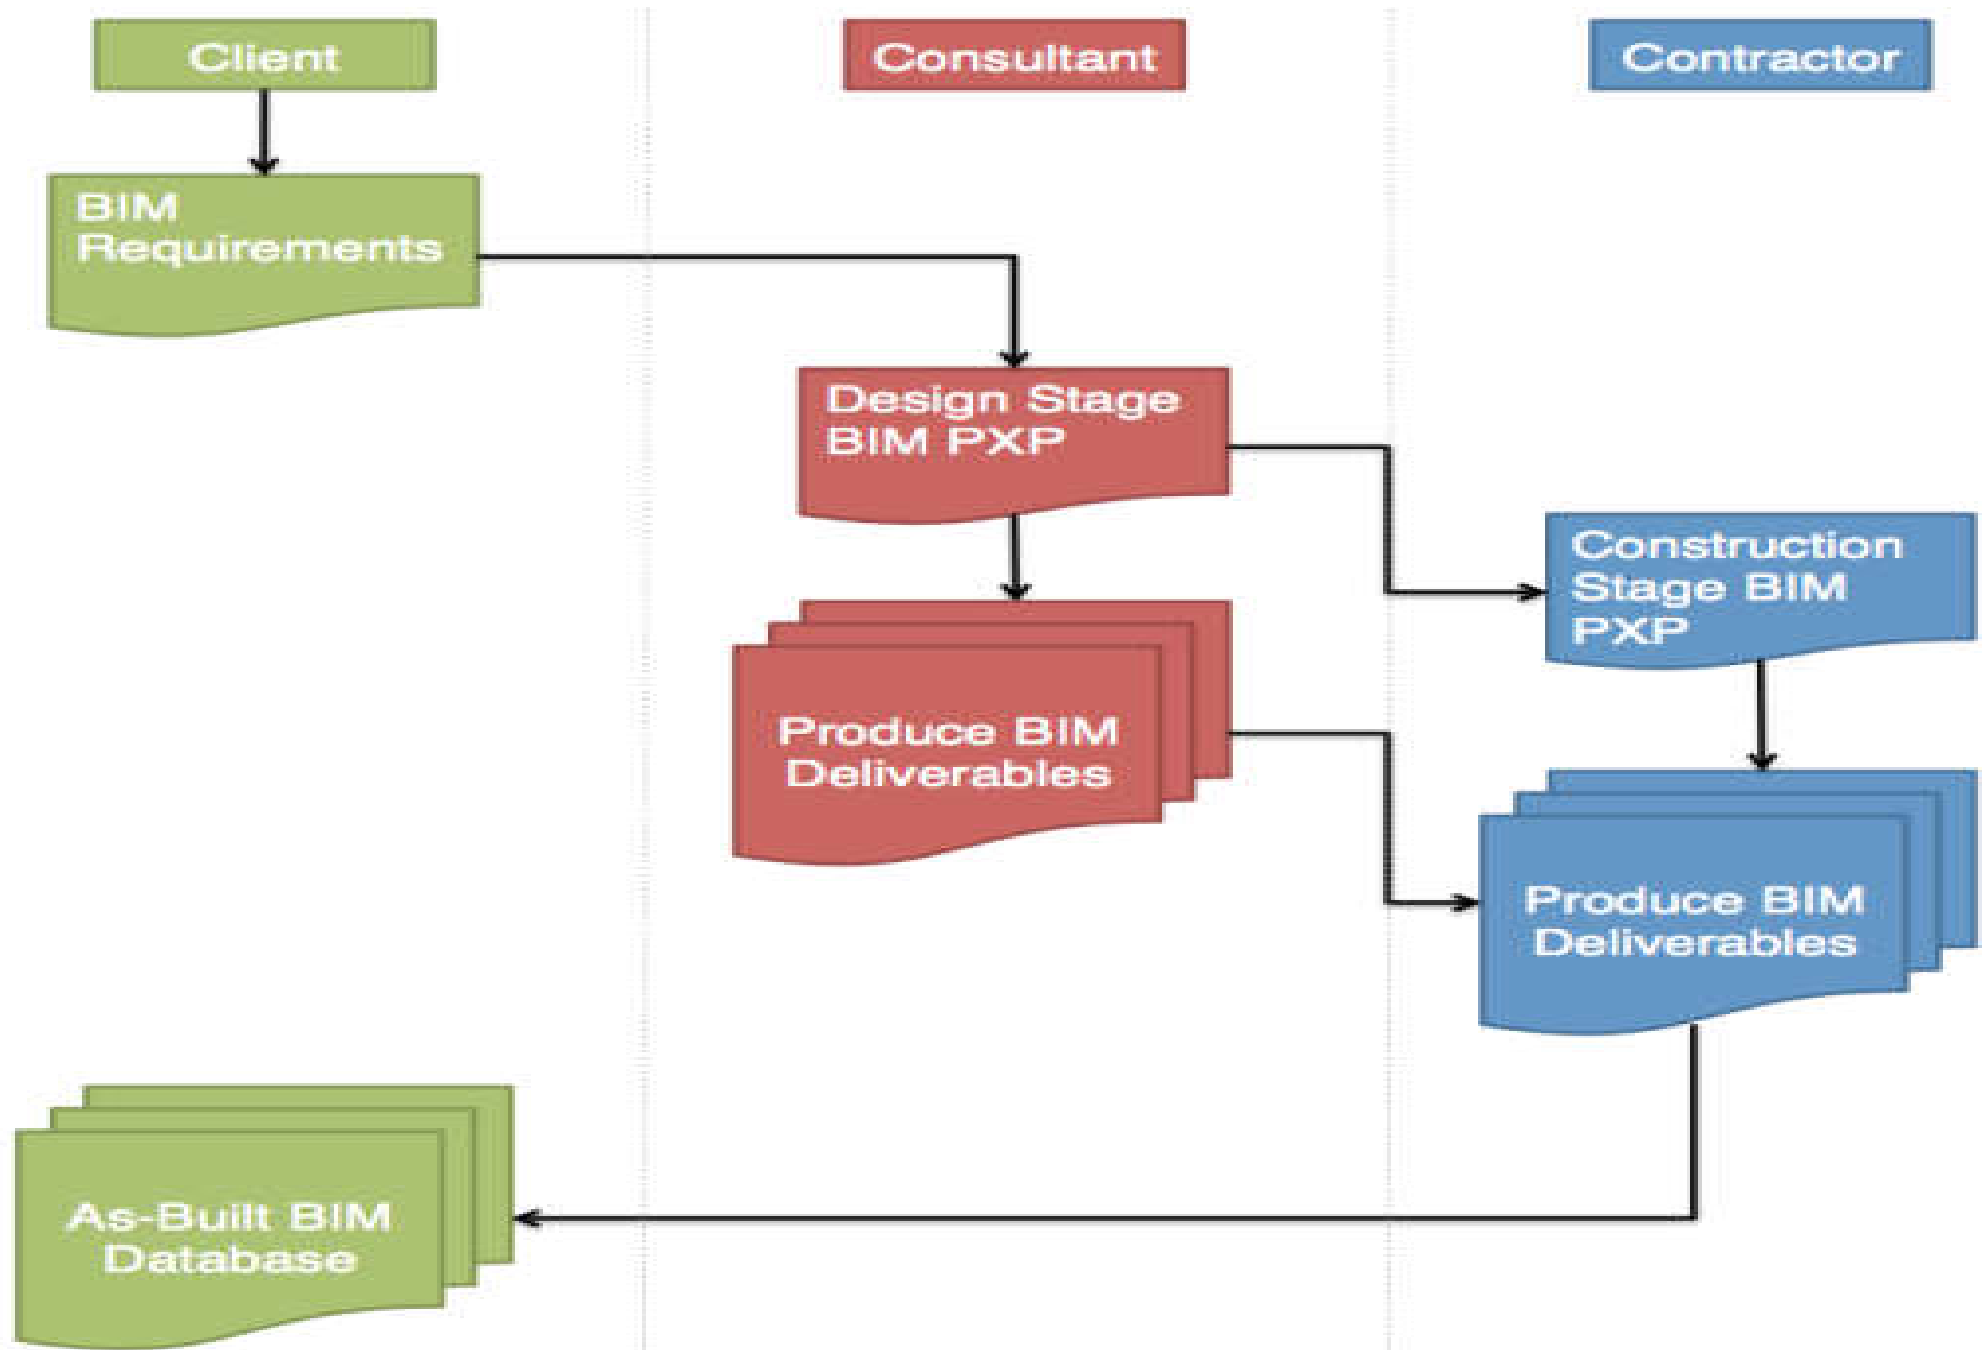 Client
Consultant
Contractor
BIM
Requirements
Design Stage
BIM PXP
Construction
Stage BIM
PXP
Produce BIM
Deliverables
Produce BIM
Deliverables
As-Built BIM
Database